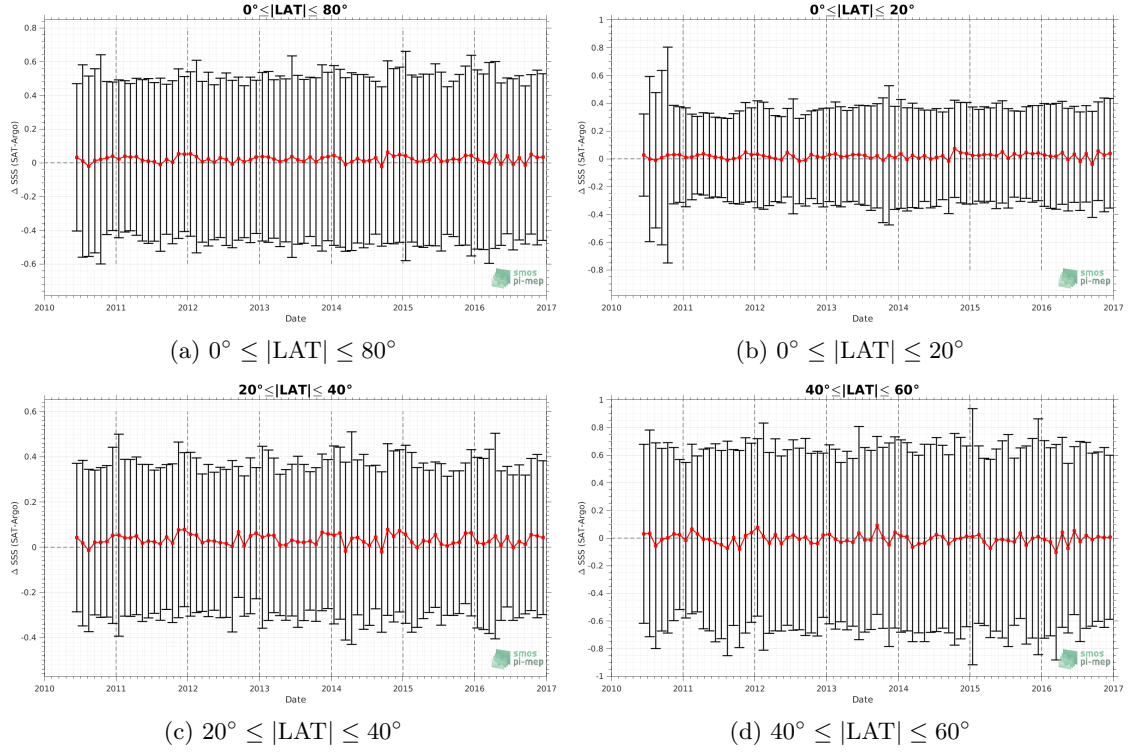 0°≤|LAT|≤ 80°
0.8
0.6
0.4
0.2
0
-0.2
-0.4
-0.6
Δ SSS (SAT-Argo)
2010 2011 2012 2013 2014 2015 2016 2017
Date
smos
pi-mep
(a) 0° ≤ |LAT| ≤ 80°
0°≤|LAT|≤ 20°
1
0.8
0.6
0.4
0.2
0
-0.2
-0.4
-0.6
-0.8
Δ SSS (SAT-Argo)
2010 2011 2012 2013 2014 2015 2016 2017
Date
smos
pi-mep
(b) 0° ≤ |LAT| ≤ 20°
20°≤|LAT|≤ 40°
0.6
0.4
0.2
0
-0.2
-0.4
Δ SSS (SAT-Argo)
2010 2011 2012 2013 2014 2015 2016 2017
Date
smos
pi-mep
(c) 20° ≤ |LAT| ≤ 40°
40°≤|LAT|≤ 60°
1
0.8
0.6
0.4
0.2
0
-0.2
-0.4
-0.6
-0.8
-1
Δ SSS (SAT-Argo)
2010 2011 2012 2013 2014 2015 2016 2017
Date
smos
pi-mep
(d) 40° ≤ |LAT| ≤ 60°